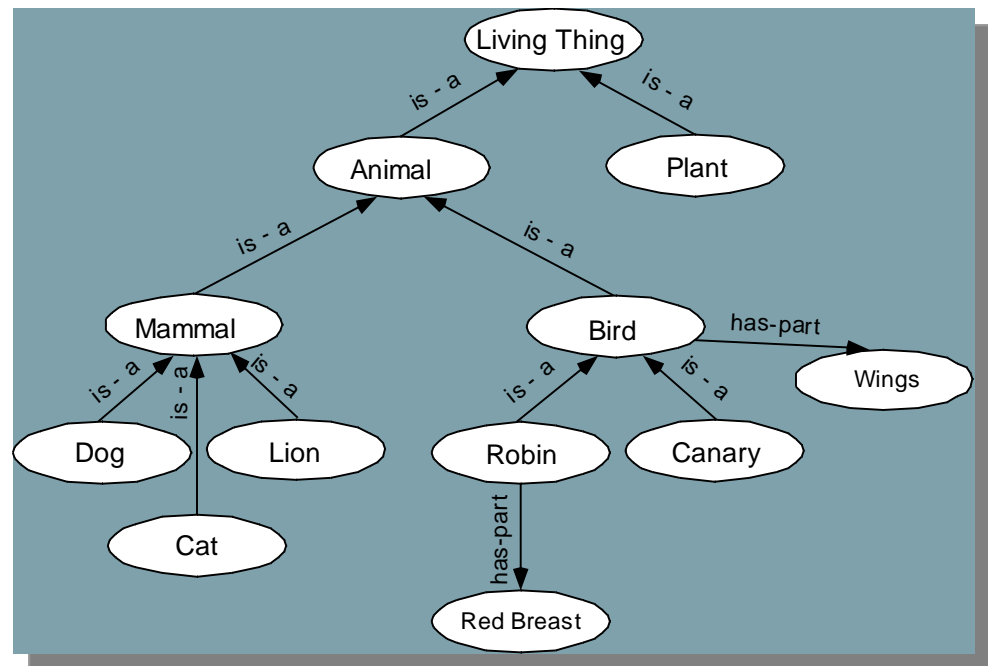 Living Thing
is - a
is - a
Animal
Plant
is - a
is - a
Mammal
Bird
has-part
Wings
is - a
is - a
is - a
is - a
is - a
Dog
Lion
Robin
Canary
Cat
has-part
Red Breast